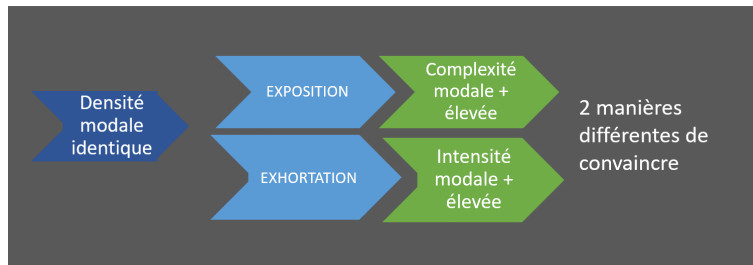 Densité
modale
identique
EXPOSITION
Complexité
modale +
élevée
EXHORTATION
Intensité
modale +
élevée
2 manières
différentes de
convaincre